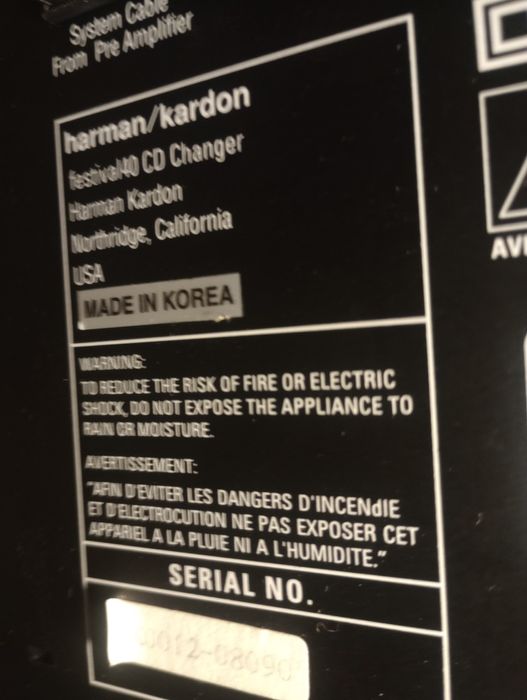 System Cable
From Pre Amplifier
harman/kardon
festival40 CD Changer
Harman Kardon
Northridge, California
USA
MADE IN KOREA
WARNING:
TO REDUCE THE RISK OF FIRE OR ELECTRIC
SHOCK, DO NOT EXPOSE THE APPLIANCE TO
RAIN OR MOISTURE.
AVERTISSEMENT:
"AFIN D'EVITER LES DANGERS D'INCENdIE
ET D'ELECTROCUTION NE PAS EXPOSER CET
APPARIEL A LA PLUIE NI A L'HUMIDITE."
SERIAL NO.